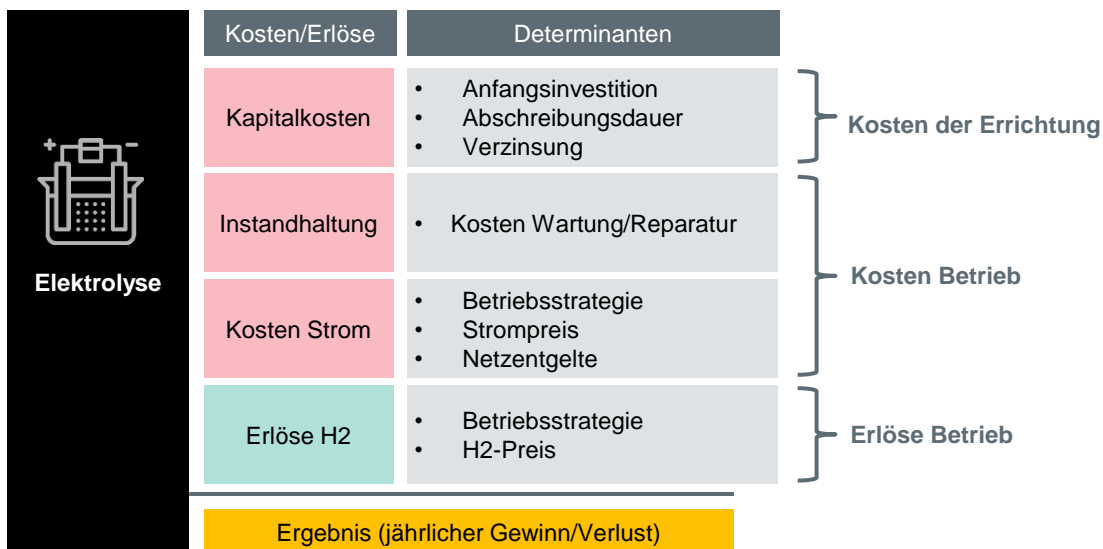 Kosten/Erlöse
Determinanten
Kapitalkosten
• Anfangsinvestition
• Abschreibungsdauer
• Verzinsung
Kosten der Errichtung
+ -
Elektrolyse
Instandhaltung
• Kosten Wartung/Reparatur
Kosten Strom
• Betriebsstrategie
• Strompreis
• Netzentgelte
Kosten Betrieb
Erlöse H2
• Betriebsstrategie
• H2-Preis
Erlöse Betrieb
Ergebnis (jährlicher Gewinn/Verlust)